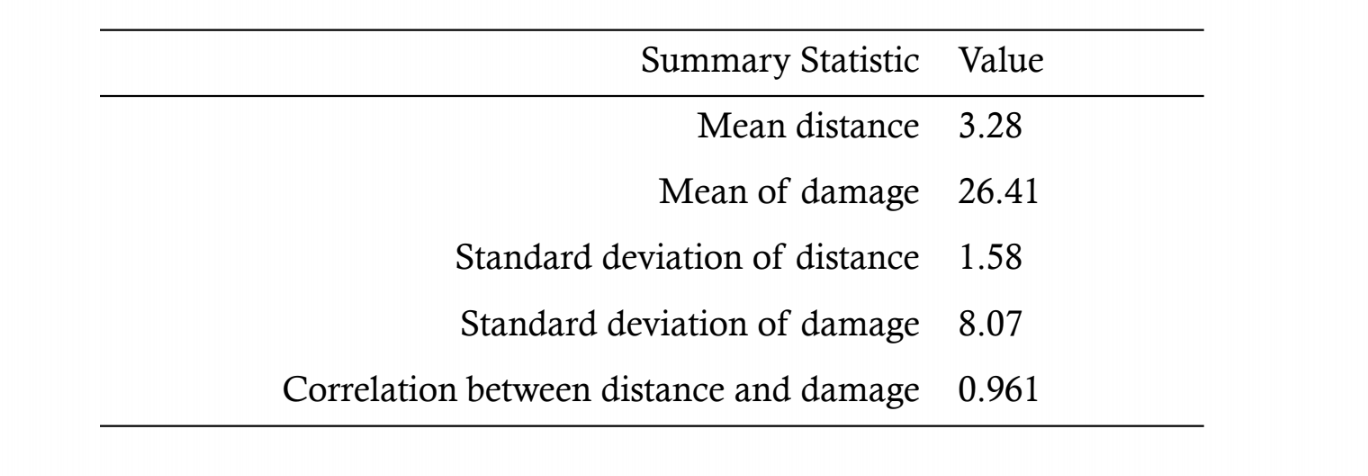 Summary Statistic Value
Mean distance 3.28
Mean of damage 26.41
Standard deviation of distance 1.58
Standard deviation of damage 8.07
Correlation between distance and damage 0.961